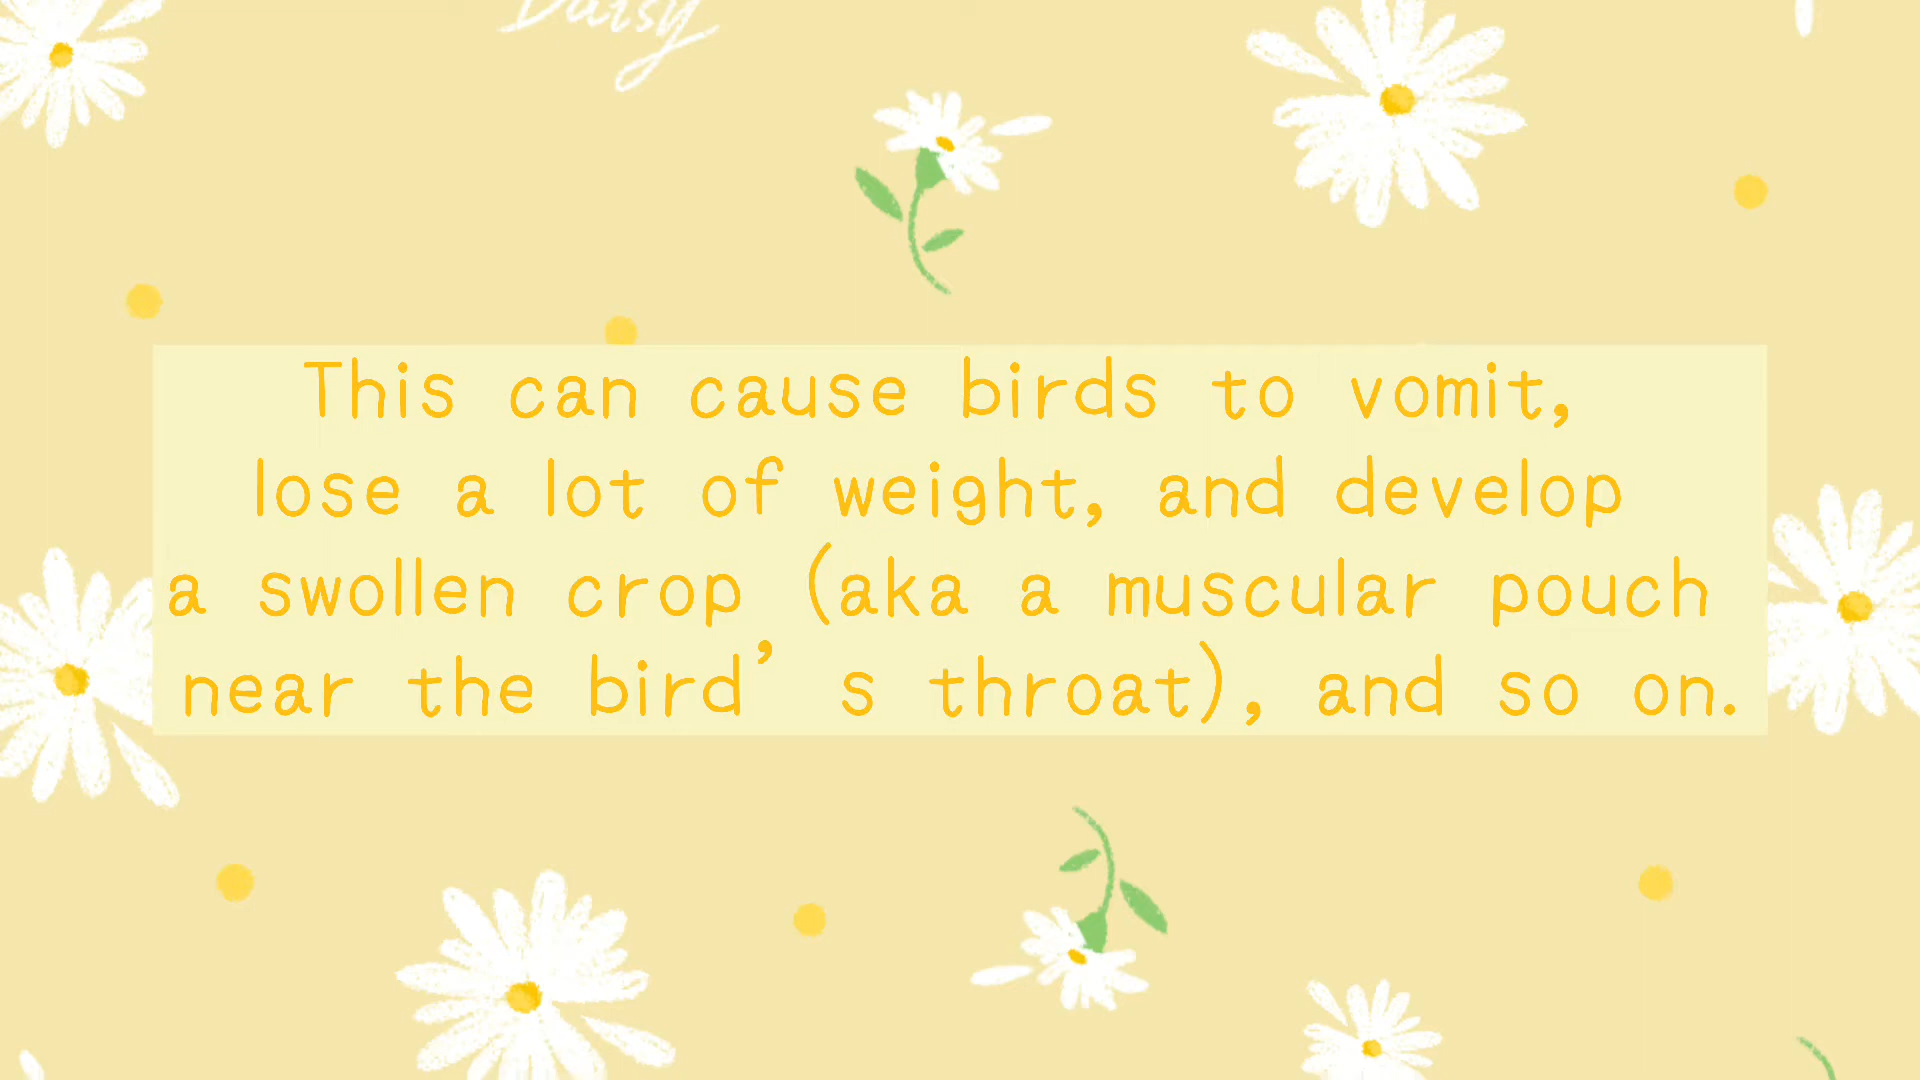 Daisy
This can cause birds to vomit,
lose a lot of weight, and develop
a swollen crop (aka a muscular pouch
near the bird’s throat), and so on.